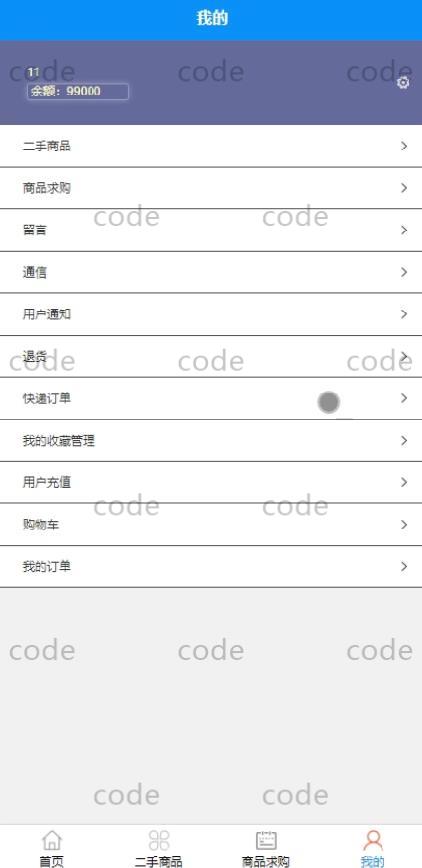 我的
code code code
11
余额：99000
二手商品
商品求购
code code
留言
通信
用户通知
code code code
退货
快递订单
我的收藏管理
用户充值
code code
购物车
我的订单
code code code
code code
首页 二手商品 商品求购 我的